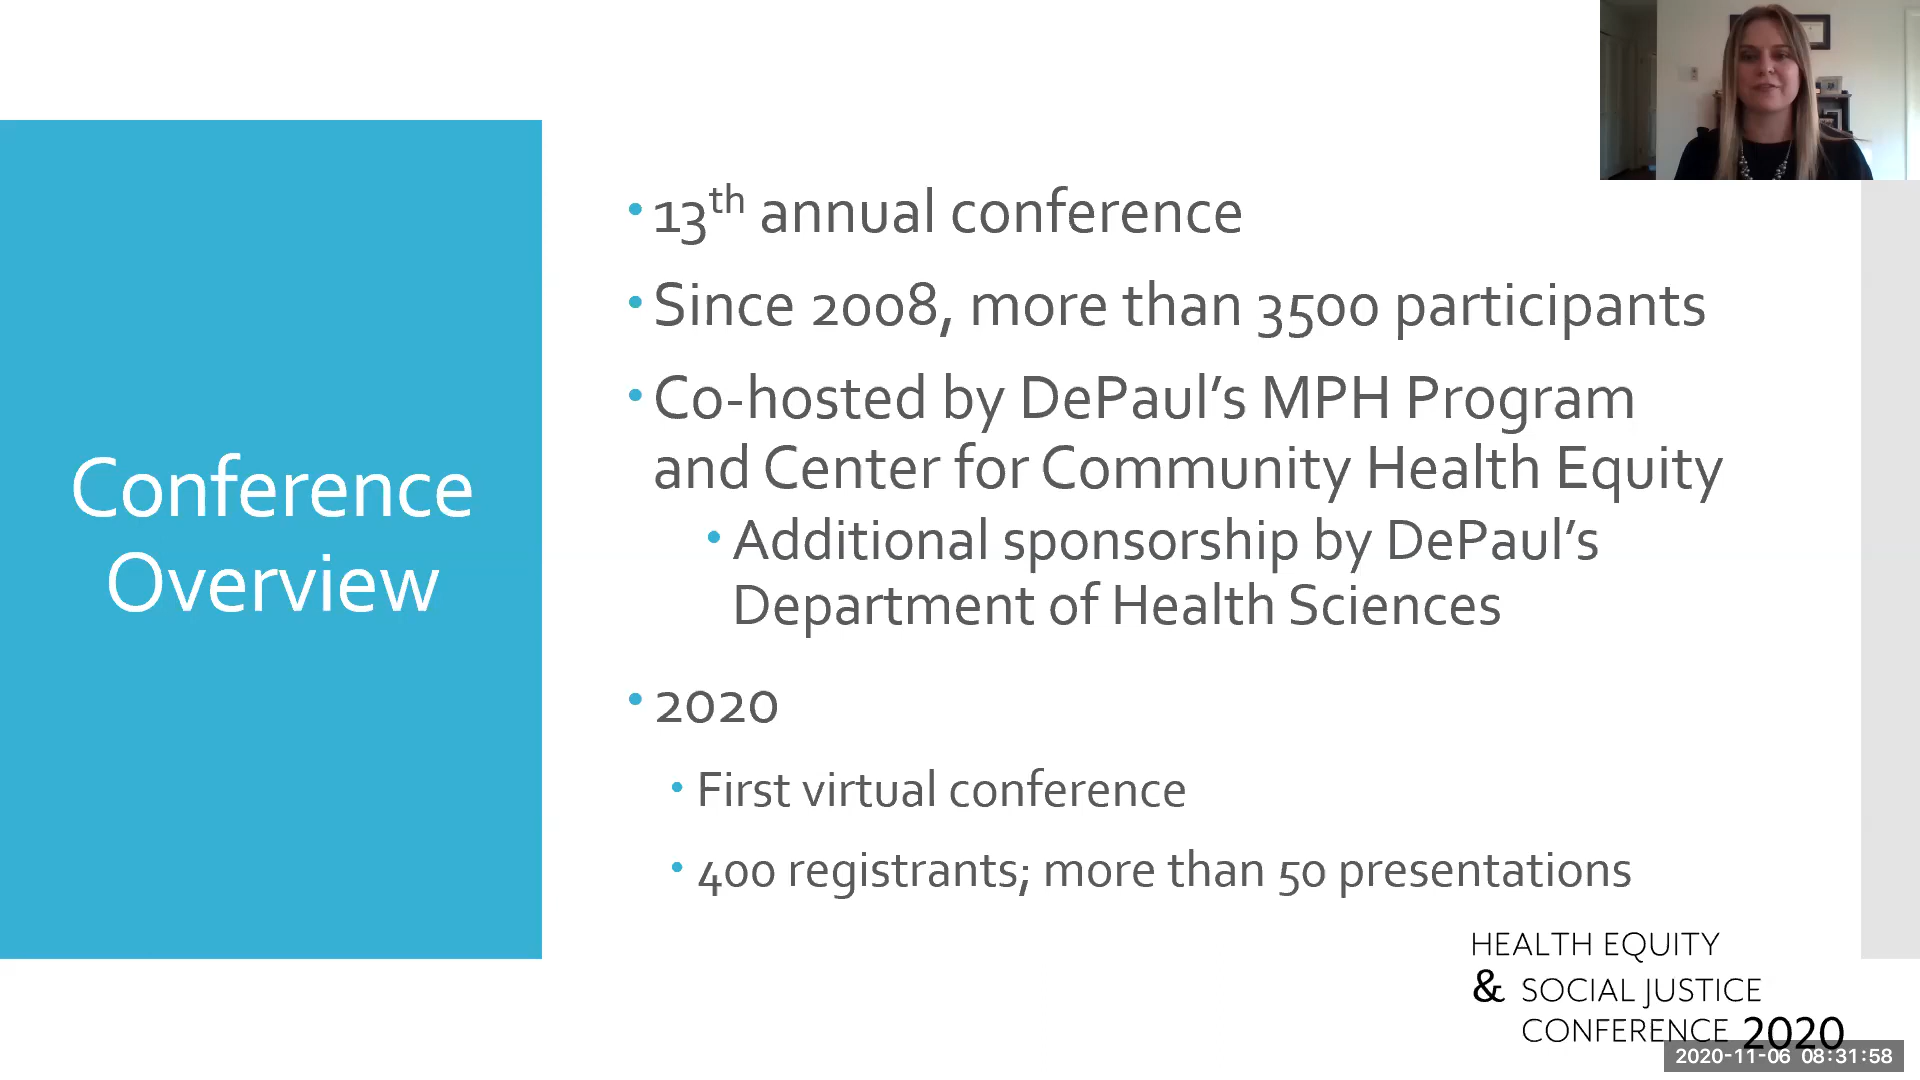 Conference
Overview
• 13th annual conference
• Since 2008, more than 3500 participants
• Co-hosted by DePaul’s MPH Program
and Center for Community Health Equity
• Additional sponsorship by DePaul’s
Department of Health Sciences
• 2020
• First virtual conference
• 400 registrants; more than 50 presentations
HEALTH EQUITY
& SOCIAL JUSTICE
CONFERENCE 2020
2020-11-06 08:31:58